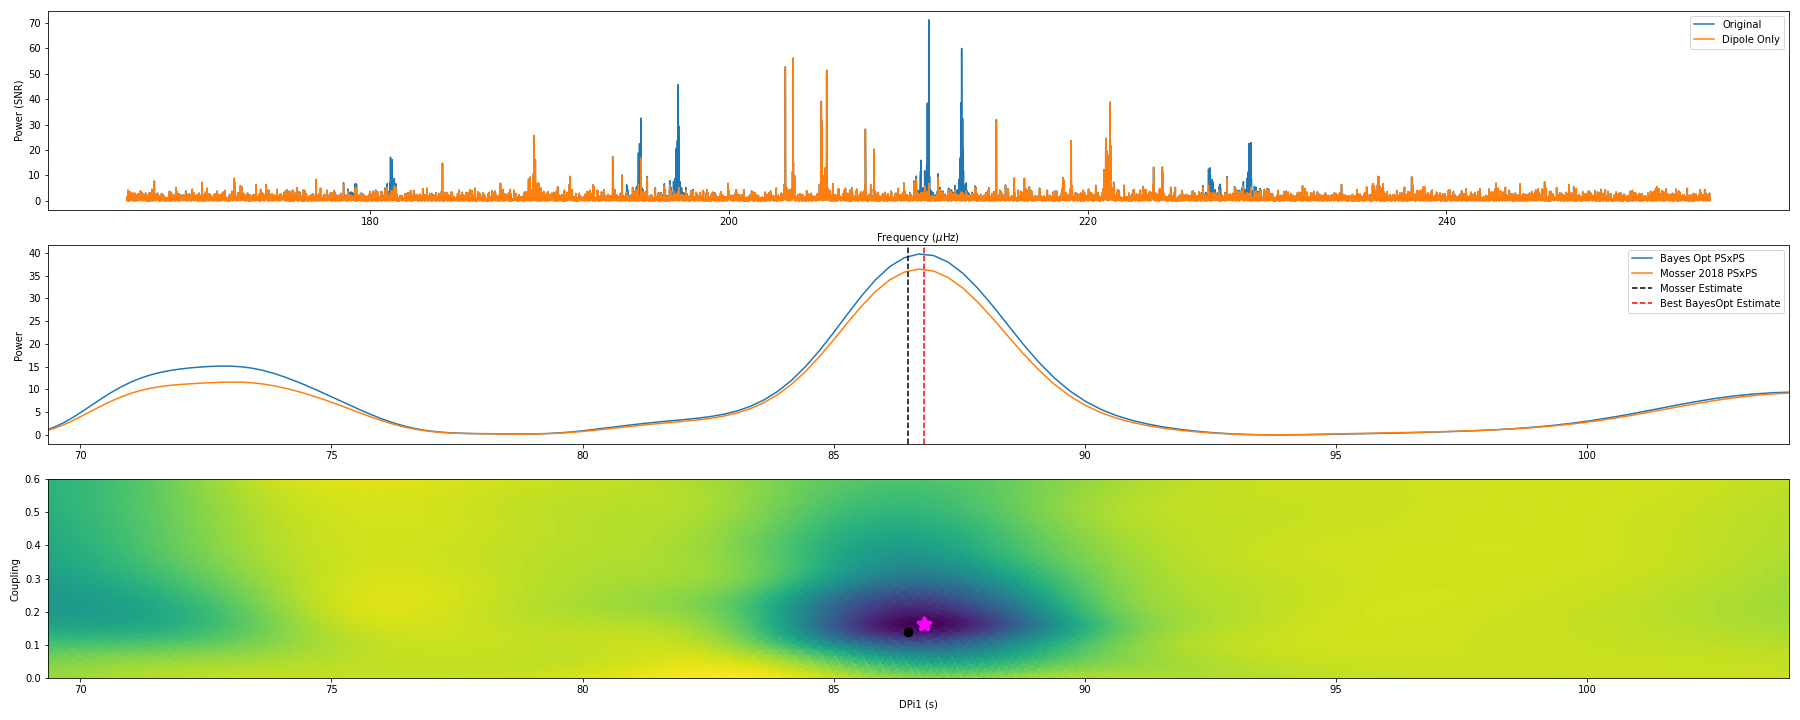 70
60
50
40
30
20
10
0
Power (SNR)
Original
Dipole Only
180 200 220 240
Frequency (μHz)
40
35
30
25
20
15
10
5
0
Power
Bayes Opt PSxPS
Mosser 2018 PSxPS
Mosser Estimate
Best BayesOpt Estimate
70 75 80 85 90 95 100
0.6
0.5
0.4
0.3
0.2
0.1
0.0
Coupling
70 75 80 85 90 95 100
DPi1 (s)